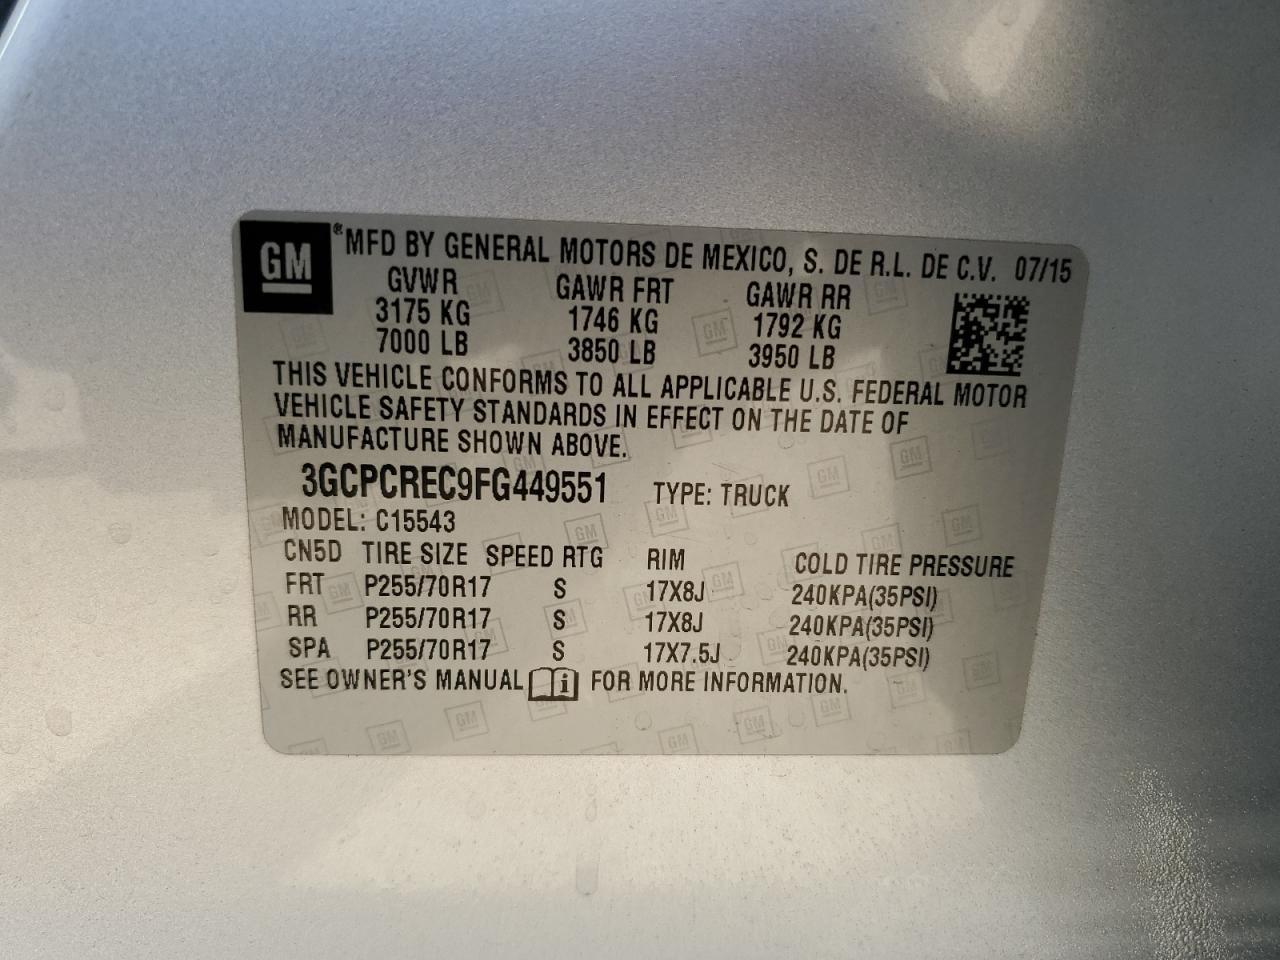 GM ® MFD BY GENERAL MOTORS DE MEXICO, S. DE R.L. DE C.V. 07/15
GVWR GAWR FRT GAWR RR
3175 KG 1746 KG 1792 KG
7000 LB 3850 LB 3950 LB
THIS VEHICLE CONFORMS TO ALL APPLICABLE U.S. FEDERAL MOTOR
VEHICLE SAFETY STANDARDS IN EFFECT ON THE DATE OF
MANUFACTURE SHOWN ABOVE.
3GCPCREC9FG449551 TYPE: TRUCK
MODEL: C15543
CN5D TIRE SIZE SPEED RTG RIM COLD TIRE PRESSURE
FRT P255/70R17 S 17X8J 240KPA(35PSI)
RR P255/70R17 S 17X8J 240KPA(35PSI)
SPA P255/70R17 S 17X7.5J 240KPA(35PSI)
SEE OWNER'S MANUAL i FOR MORE INFORMATION.